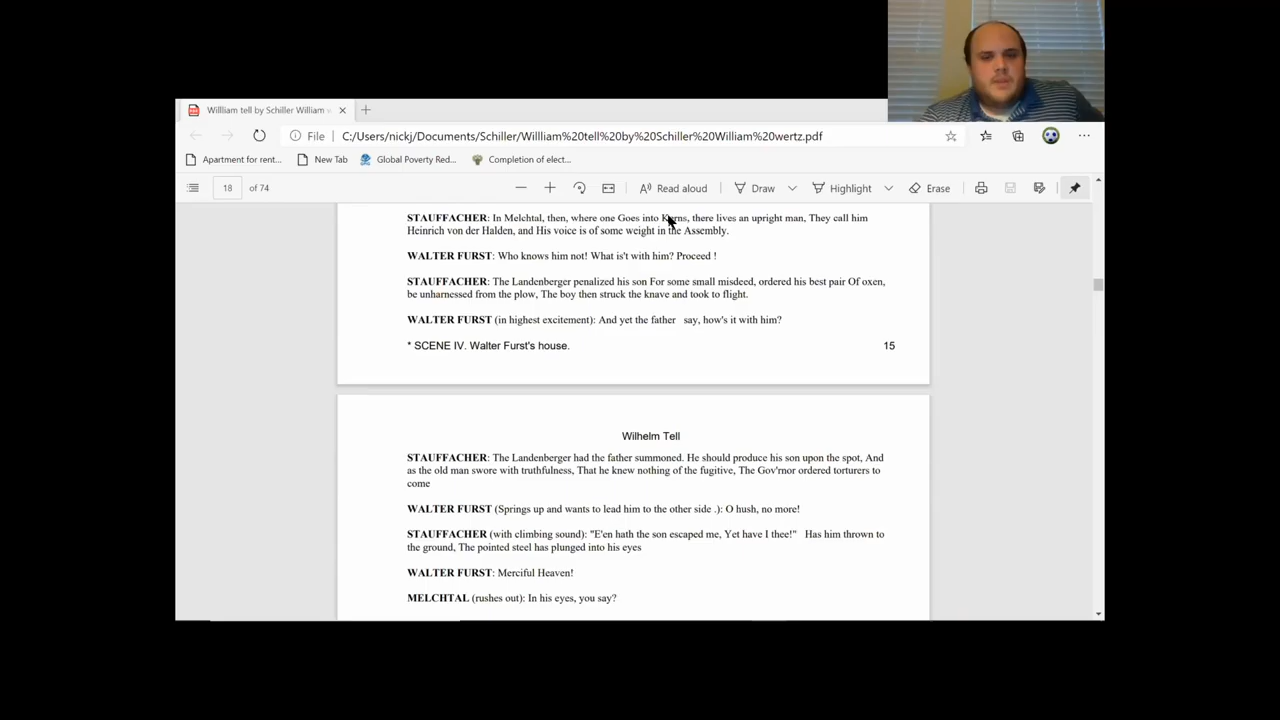 Willliam tell by Schiller William w
File C:/Users/nickj/Documents/Schiller/Willliam%20tell%20by%20Schiller%20William%20wertz.pdf
Apartment for rent... New Tab Global Poverty Red... Completion of elect...
18 of 74 Read aloud Draw Highlight Erase
STAUFFACHER: In Melchtal, then, where one Goes into Kerns, there lives an upright man, They call him
Heinrich von der Halden, and His voice is of some weight in the Assembly.
WALTER FURST: Who knows him not! What is't with him? Proceed !
STAUFFACHER: The Landenberger penalized his son For some small misdeed, ordered his best pair Of oxen,
be unharnessed from the plow, The boy then struck the knave and took to flight.
WALTER FURST (in highest excitement): And yet the father say, how's it with him?
* SCENE IV. Walter Furst's house. 15
Wilhelm Tell
STAUFFACHER: The Landenberger had the father summoned. He should produce his son upon the spot, And
as the old man swore with truthfulness, That he knew nothing of the fugitive, The Gov'rnor ordered torturers to
come
WALTER FURST (Springs up and wants to lead him to the other side .): O hush, no more!
STAUFFACHER (with climbing sound): "E'en hath the son escaped me, Yet have I thee!" Has him thrown to
the ground, The pointed steel has plunged into his eyes
WALTER FURST: Merciful Heaven!
MELCHTAL (rushes out): In his eyes, you say?